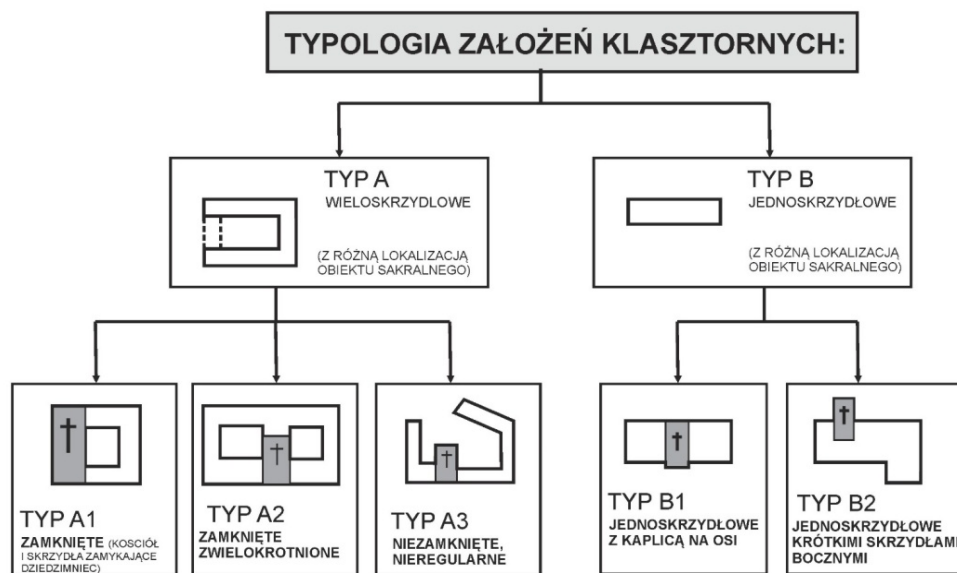 TYPOLOGIA ZAŁOŻEŃ KLASZTORNYCH:
TYP A
WIELOSKRZYDLOWE
(Z RÓŻNĄ LOKALIZACJĄ
OBIEKTU SAKRALNEGO)
TYP B
JEDNOSKRZYDŁOWE
(Z RÓŻNĄ LOKALIZACJĄ
OBIEKTU SAKRALNEGO)
TYP A1
ZAMKNIĘTE (KOSCIÓŁ
I SKRZYDŁA ZAMYKAJĄCE
DZIEDZIMNIEC)
TYP A2
ZAMKNIĘTE
ZWIELOKROTNIONE
TYP A3
NIEZAMKNIĘTE,
NIEREGULARNE
TYP B1
JEDNOSKRZYDŁOWE
Z KAPLICĄ NA OSI
TYP B2
JEDNOSKRZYDŁOWE
KRÓTKIMI SKRZYDŁAMI
BOCZNYMI